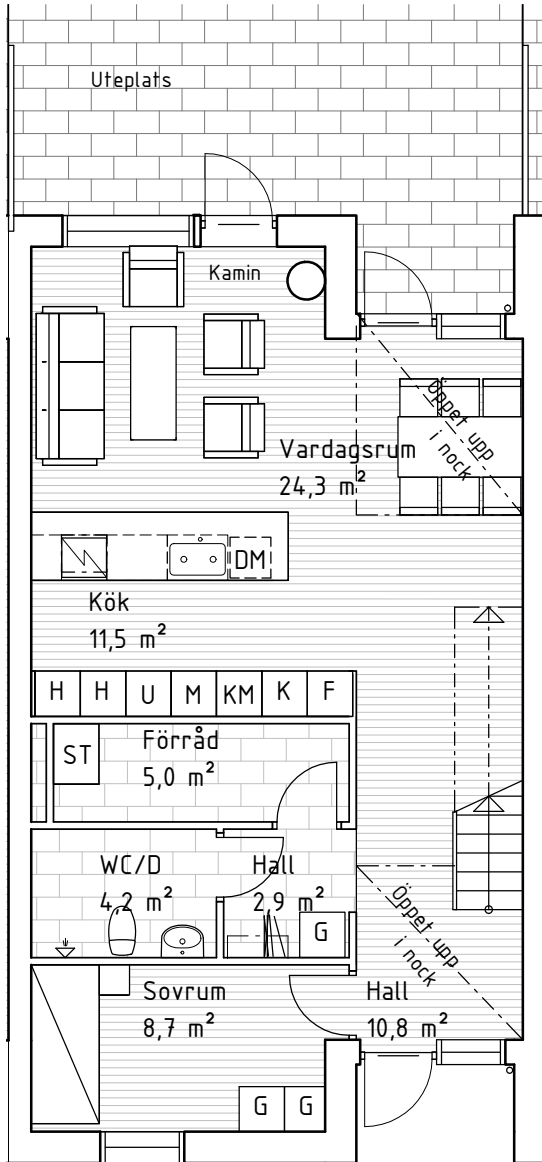 Uteplats
Kamin
Öppet upp
i nock
Vardagsrum
24,3 m²
DM
Kök
11,5 m²
H H U M KM K F
ST
Förråd
5,0 m²
WC/D
4,2 m²
Hall
2,9 m²
G
Öppet upp
i nock
Sovrum
8,7 m²
Hall
10,8 m²
G G